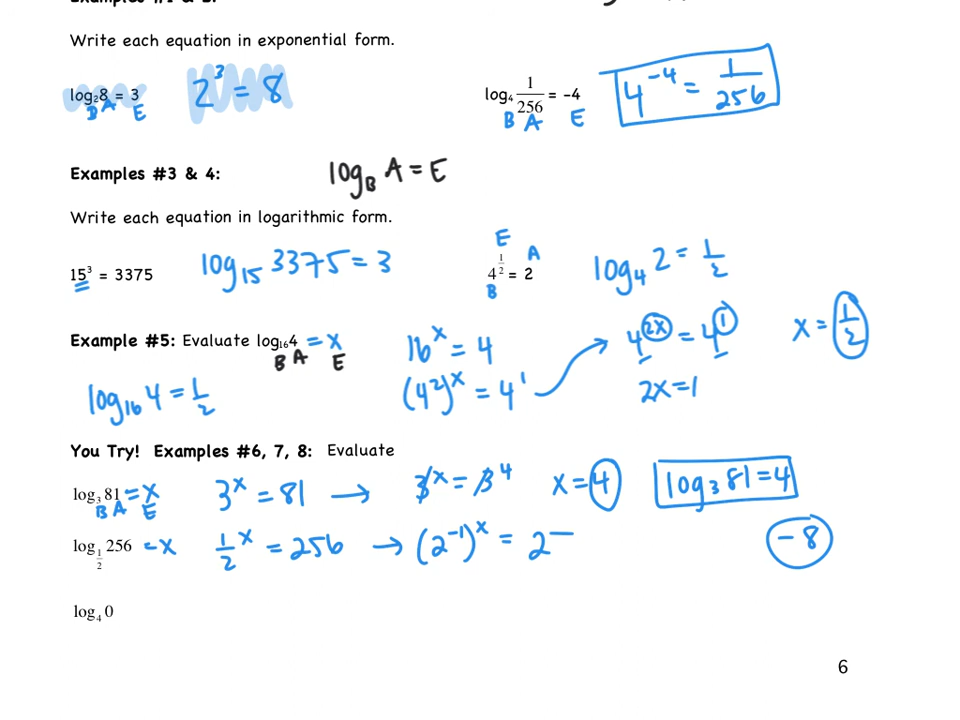 Write each equation in exponential form.
log₂8 = 3 2³ = 8 log₄ 1/256 = -4 4⁻⁴ = 1/256
B A E B A E
Examples #3 & 4: log_B A = E
Write each equation in logarithmic form.
15³ = 3375 log₁₅ 3375 = 3 E A 4^(1/2) = 2 B log₄ 2 = 1/2
Example #5: Evaluate log₁₆4 = x 16ˣ = 4 4^(2x) = 4¹ x = 1/2
B A E
log₁₆ 4 = 1/2 (4²)ˣ = 4¹ 2x = 1
You Try! Examples #6, 7, 8: Evaluate
log₃ 81 = x 3ˣ = 81 → 3ˣ = 3⁴ x = 4 log₃ 81 = 4
B A E
log_(1/2) 256 = x 1/2ˣ = 256 → (2⁻¹)ˣ = 2⁻ -8
log₄ 0
6